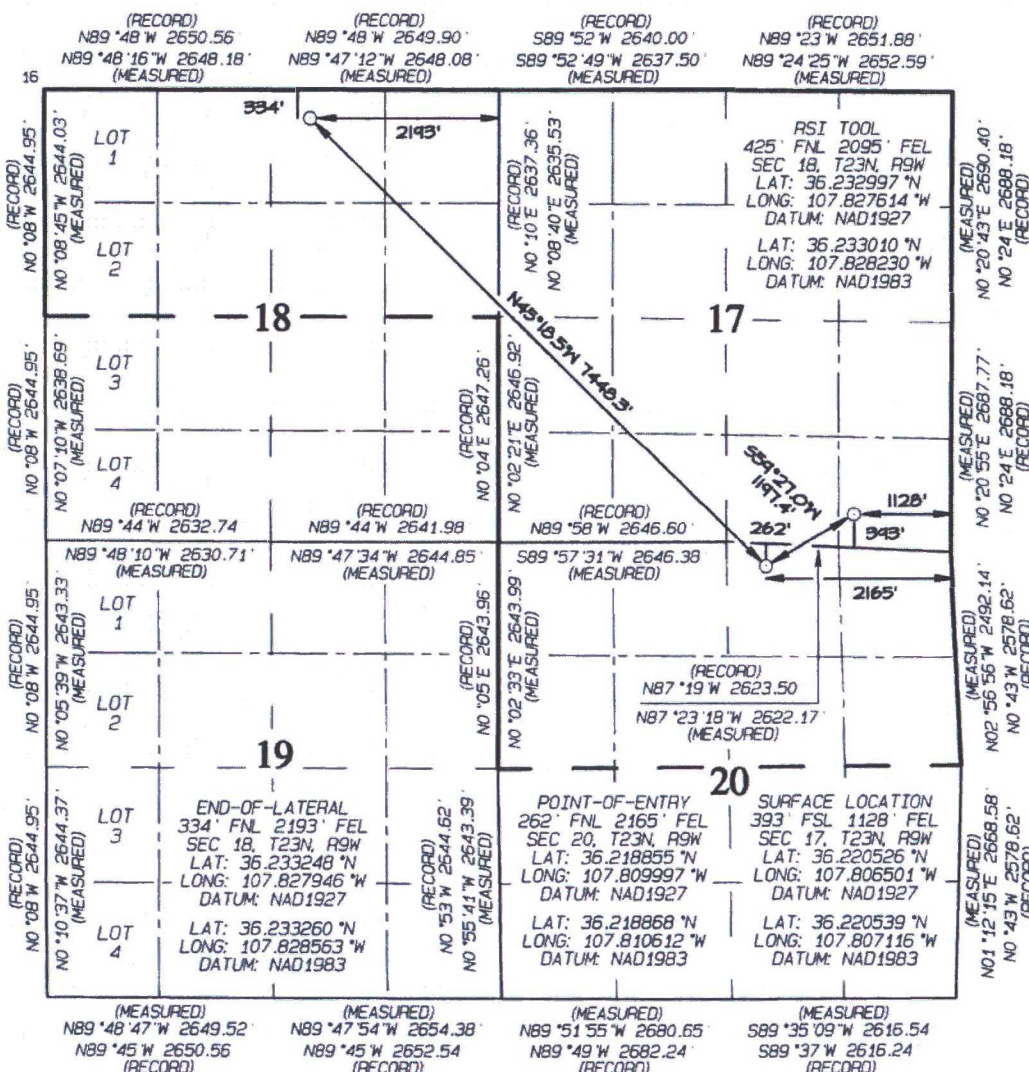 (RECORD)
N89°48'W 2650.56'
N89°48'16"W 2648.18'
(MEASURED)
(RECORD)
N89°48'W 2649.90'
N89°47'12"W 2648.08'
(MEASURED)
(RECORD)
S89°52'W 2640.00'
S89°52'49"W 2637.50'
(MEASURED)
(RECORD)
N89°23'W 2651.88'
N89°24'25"W 2652.59'
(MEASURED)
16
334'
2193'
RSI TOOL
425' FNL 2095' FEL
SEC 18, T23N, R9W
LAT: 36.232997°N
LONG: 107.827614°W
DATUM: NAD1927
LAT: 36.233010°N
LONG: 107.828230°W
DATUM: NAD1983
(RECORD)
N0°08'W 2644.95'
N0°08'45"W 2644.03'
(MEASURED)
LOT
1
LOT
2
(RECORD)
N0°10'E 2637.36'
N0°08'40"E 2635.53'
(MEASURED)
(MEASURED)
N0°20'43"E 2690.40'
N0°24'E 2688.18'
(RECORD)
18
17
N45°18.5'W 7448.3'
(RECORD)
N0°08'W 2644.95'
N0°07'10"W 2638.69'
(MEASURED)
LOT
3
LOT
4
(RECORD)
N0°04'E 2647.26'
N0°02'21"E 2646.92'
(MEASURED)
(MEASURED)
N0°20'55"E 2687.77'
N0°24'E 2688.18'
(RECORD)
S59°27.0'W
1197.4'
1128'
393'
262'
2165'
(RECORD)
N89°44'W 2632.74'
N89°48'10"W 2630.71'
(MEASURED)
(RECORD)
N89°44'W 2641.98'
N89°47'34"W 2644.85'
(MEASURED)
(RECORD)
N89°58'W 2646.60'
S89°57'31"W 2646.38'
(MEASURED)
(RECORD)
N87°19'W 2623.50'
N87°23'18"W 2622.17'
(MEASURED)
(RECORD)
N0°08'W 2644.95'
N0°05'39"W 2643.33'
(MEASURED)
LOT
1
LOT
2
(RECORD)
N0°05'E 2643.96'
N0°02'33"E 2643.99'
(MEASURED)
(MEASURED)
N02°56'56"W 2492.14'
N0°43'W 2578.62'
(RECORD)
19
20
(RECORD)
N0°08'W 2644.95'
N0°10'37"W 2644.37'
(MEASURED)
LOT
3
LOT
4
END-OF-LATERAL
334' FNL 2193' FEL
SEC 18, T23N, R9W
LAT: 36.233248°N
LONG: 107.827946°W
DATUM: NAD1927
LAT: 36.233260°N
LONG: 107.828563°W
DATUM: NAD1983
(RECORD)
N0°53'W 2644.62'
N0°55'41"W 2643.39'
(MEASURED)
POINT-OF-ENTRY
262' FNL 2165' FEL
SEC 20, T23N, R9W
LAT: 36.218855°N
LONG: 107.809997°W
DATUM: NAD1927
LAT: 36.218868°N
LONG: 107.810612°W
DATUM: NAD1983
SURFACE LOCATION
393' FSL 1128' FEL
SEC 17, T23N, R9W
LAT: 36.220526°N
LONG: 107.806501°W
DATUM: NAD1927
LAT: 36.220539°N
LONG: 107.807116°W
DATUM: NAD1983
(MEASURED)
N01°12'15"E 2668.58'
N0°43'W 2578.62'
(RECORD)
(MEASURED)
N89°48'47"W 2649.52'
N89°45'W 2650.56'
(RECORD)
(MEASURED)
N89°47'54"W 2654.38'
N89°45'W 2652.54'
(RECORD)
(MEASURED)
N89°51'55"W 2680.65'
N89°49'W 2682.24'
(RECORD)
(MEASURED)
S89°35'09"W 2616.54'
S89°37'W 2616.24'
(RECORD)